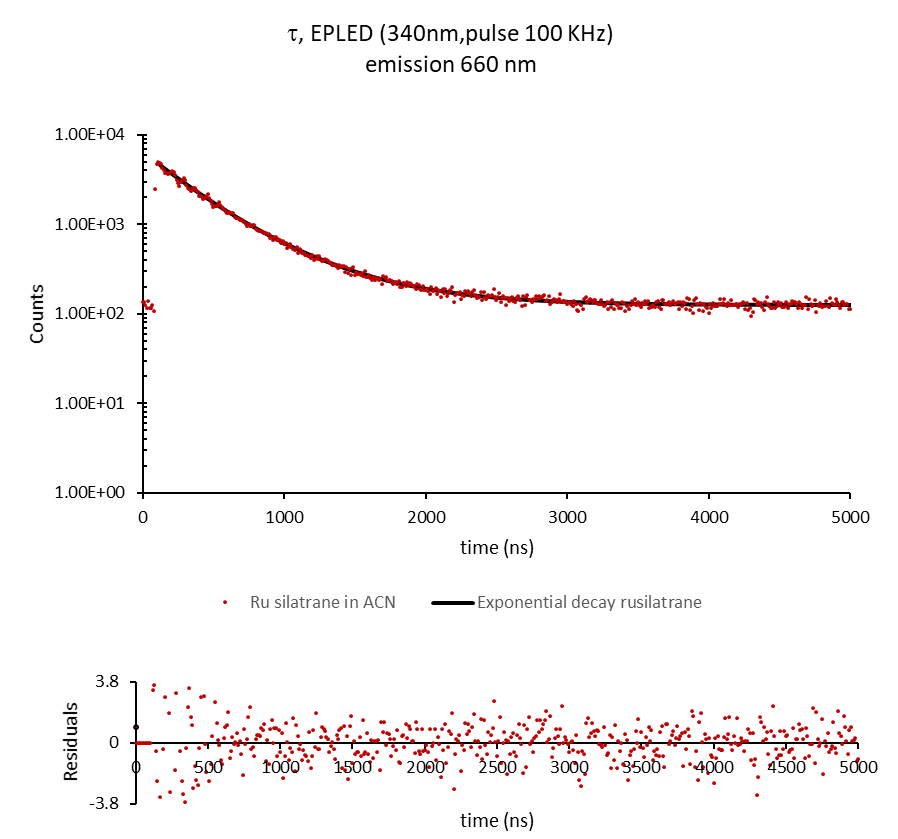 τ, EPLED (340nm,pulse 100 KHz)
emission 660 nm
1.00E+04
1.00E+03
1.00E+02
1.00E+01
1.00E+00
Counts
0 1000 2000 3000 4000 5000
time (ns)
Ru silatrane in ACN Exponential decay rusilatrane
3.8
0
-3.8
Residuals
0 500 1000 1500 2000 2500 3000 3500 4000 4500 5000
time (ns)